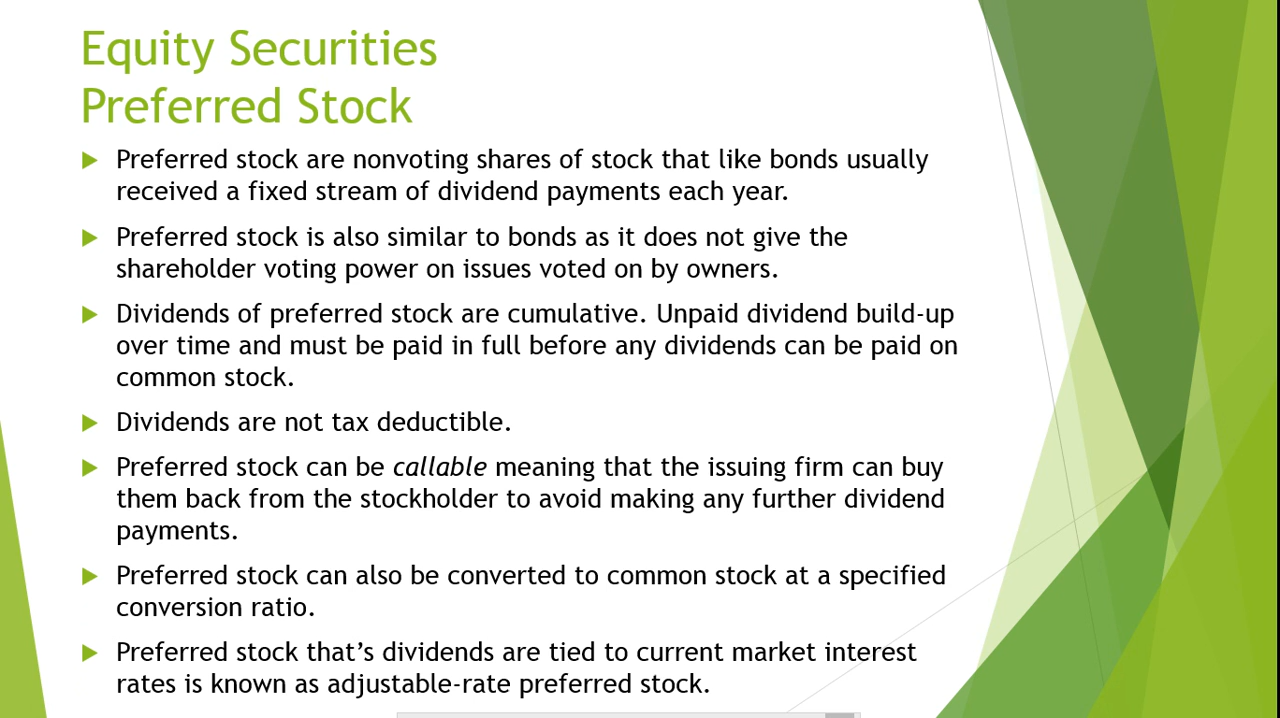 Equity Securities
Preferred Stock
Preferred stock are nonvoting shares of stock that like bonds usually
received a fixed stream of dividend payments each year.
Preferred stock is also similar to bonds as it does not give the
shareholder voting power on issues voted on by owners.
Dividends of preferred stock are cumulative. Unpaid dividend build-up
over time and must be paid in full before any dividends can be paid on
common stock.
Dividends are not tax deductible.
Preferred stock can be callable meaning that the issuing firm can buy
them back from the stockholder to avoid making any further dividend
payments.
Preferred stock can also be converted to common stock at a specified
conversion ratio.
Preferred stock that’s dividends are tied to current market interest
rates is known as adjustable-rate preferred stock.